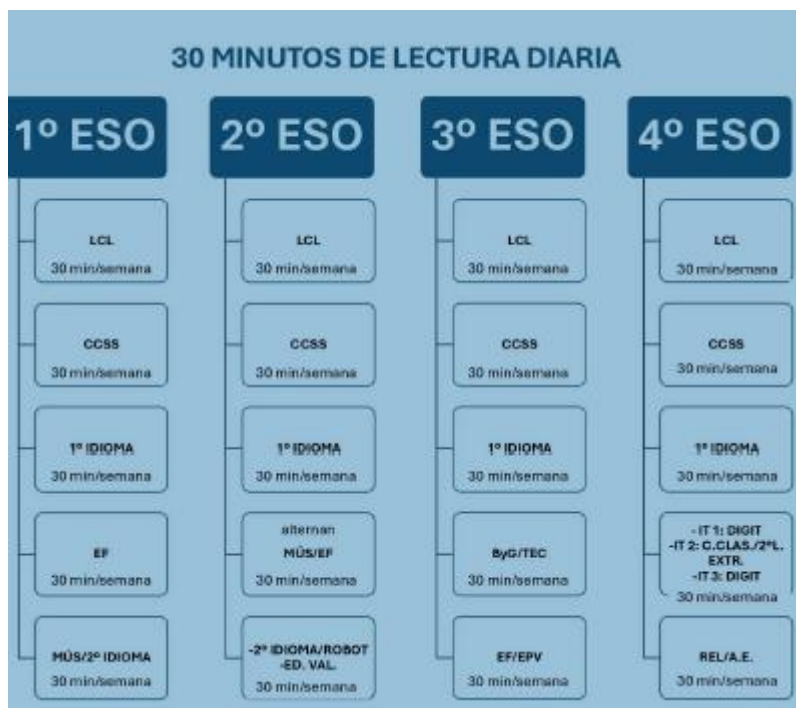 30 MINUTOS DE LECTURA DIARIA
1º ESO
LCL
30 min/semana
CCSS
30 min/semana
1º IDIOMA
30 min/semana
EF
30 min/semana
MÚS/2º IDIOMA
30 min/semana
2º ESO
LCL
30 min/semana
CCSS
30 min/semana
1º IDIOMA
30 min/semana
alternan
MÚS/EF
30 min/semana
-2º IDIOMA/ROBOT
-ED. VAL.
30 min/semana
3º ESO
LCL
30 min/semana
CCSS
30 min/semana
1º IDIOMA
30 min/semana
ByG/TEC
30 min/semana
EF/EPV
30 min/semana
4º ESO
LCL
30 min/semana
CCSS
30 min/semana
1º IDIOMA
30 min/semana
- IT 1: DIGIT
-IT 2: C.CLAS./2ºL.
EXTR.
-IT 3: DIGIT
30 min/semana
REL/A.E.
30 min/semana